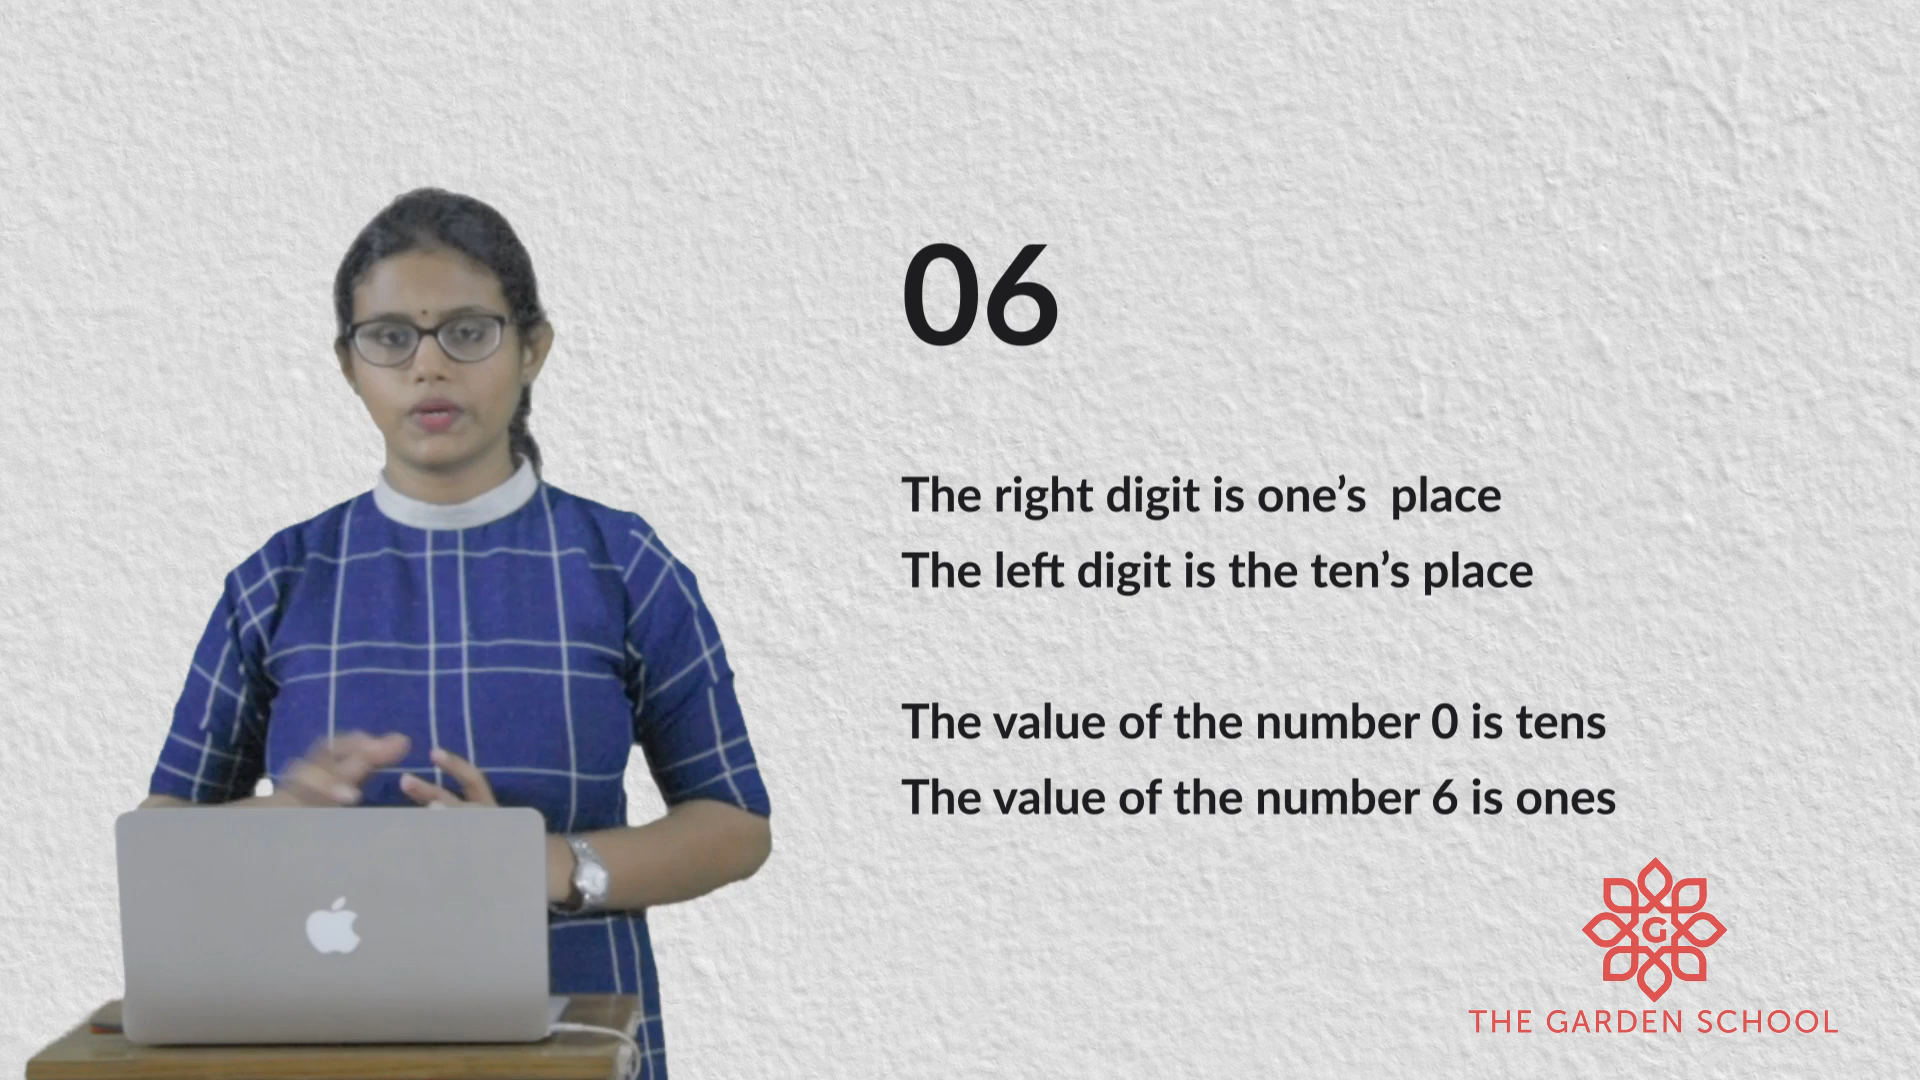 06
The right digit is one’s  place
The left digit is the ten’s place
The value of the number 0 is tens
The value of the number 6 is ones
G
THE GARDEN SCHOOL